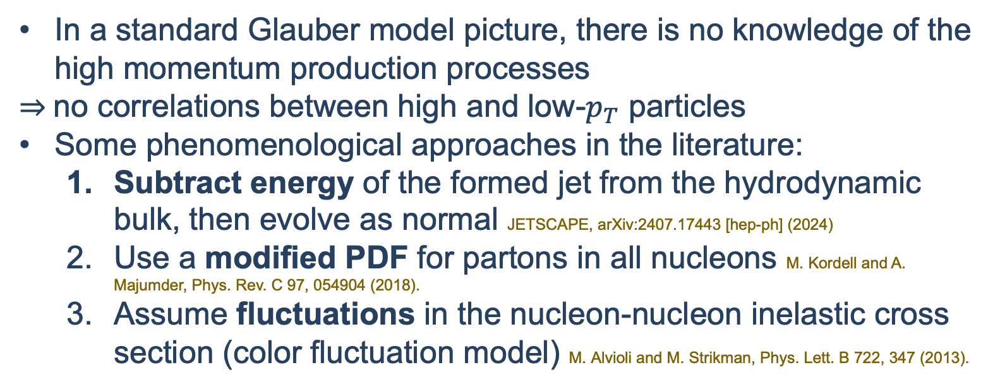 • In a standard Glauber model picture, there is no knowledge of the
high momentum production processes
⇒ no correlations between high and low-p_T particles
• Some phenomenological approaches in the literature:
1. Subtract energy of the formed jet from the hydrodynamic
bulk, then evolve as normal JETSCAPE, arXiv:2407.17443 [hep-ph] (2024)
2. Use a modified PDF for partons in all nucleons M. Kordell and A.
Majumder, Phys. Rev. C 97, 054904 (2018).
3. Assume fluctuations in the nucleon-nucleon inelastic cross
section (color fluctuation model) M. Alvioli and M. Strikman, Phys. Lett. B 722, 347 (2013).